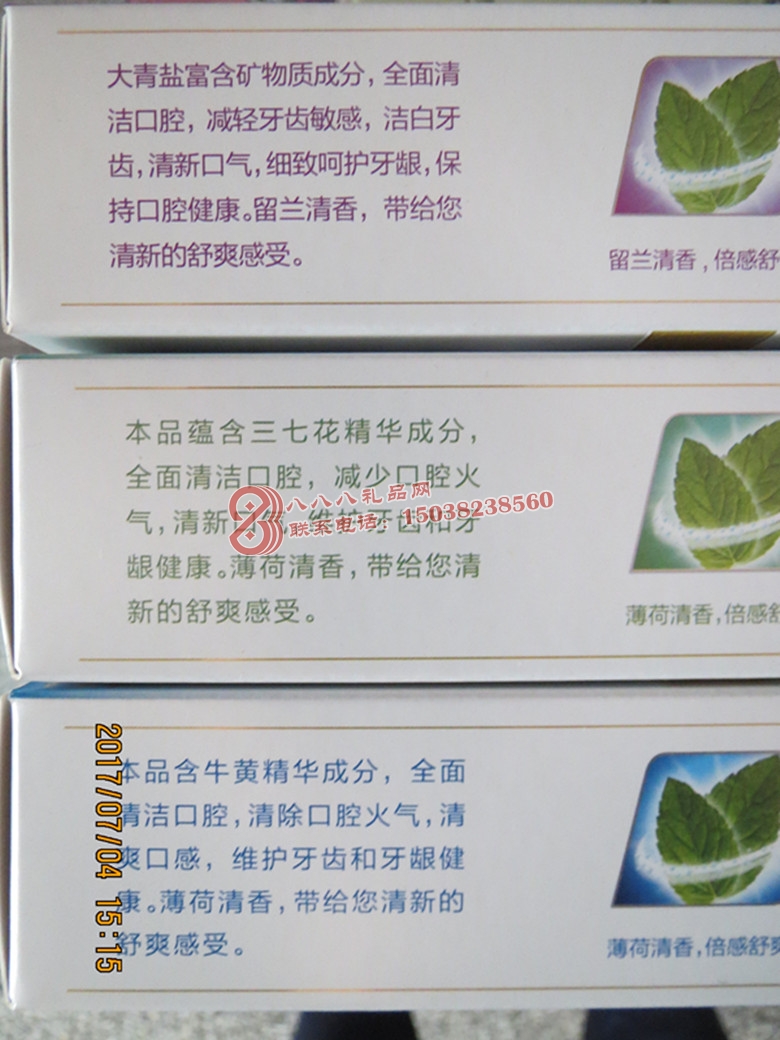 大青盐富含矿物质成分，全面清
洁口腔，减轻牙齿敏感，洁白牙
齿，清新口气，细致呵护牙龈，保
持口腔健康。留兰清香，带给您
清新的舒爽感受。
留兰清香，倍感舒
本品蕴含三七花精华成分，
全面清洁口腔，减少口腔火
气，清新口气，维护牙齿和牙
龈健康。薄荷清香，带给您清
新的舒爽感受。
薄荷清香，倍感舒
八八八礼品网
联系电话：15038238560
本品含牛黄精华成分，全面
清洁口腔，清除口腔火气，清
爽口感，维护牙齿和牙龈健
康。薄荷清香，带给您清新的
舒爽感受。
薄荷清香，倍感舒爽
2017/07/04 15:15